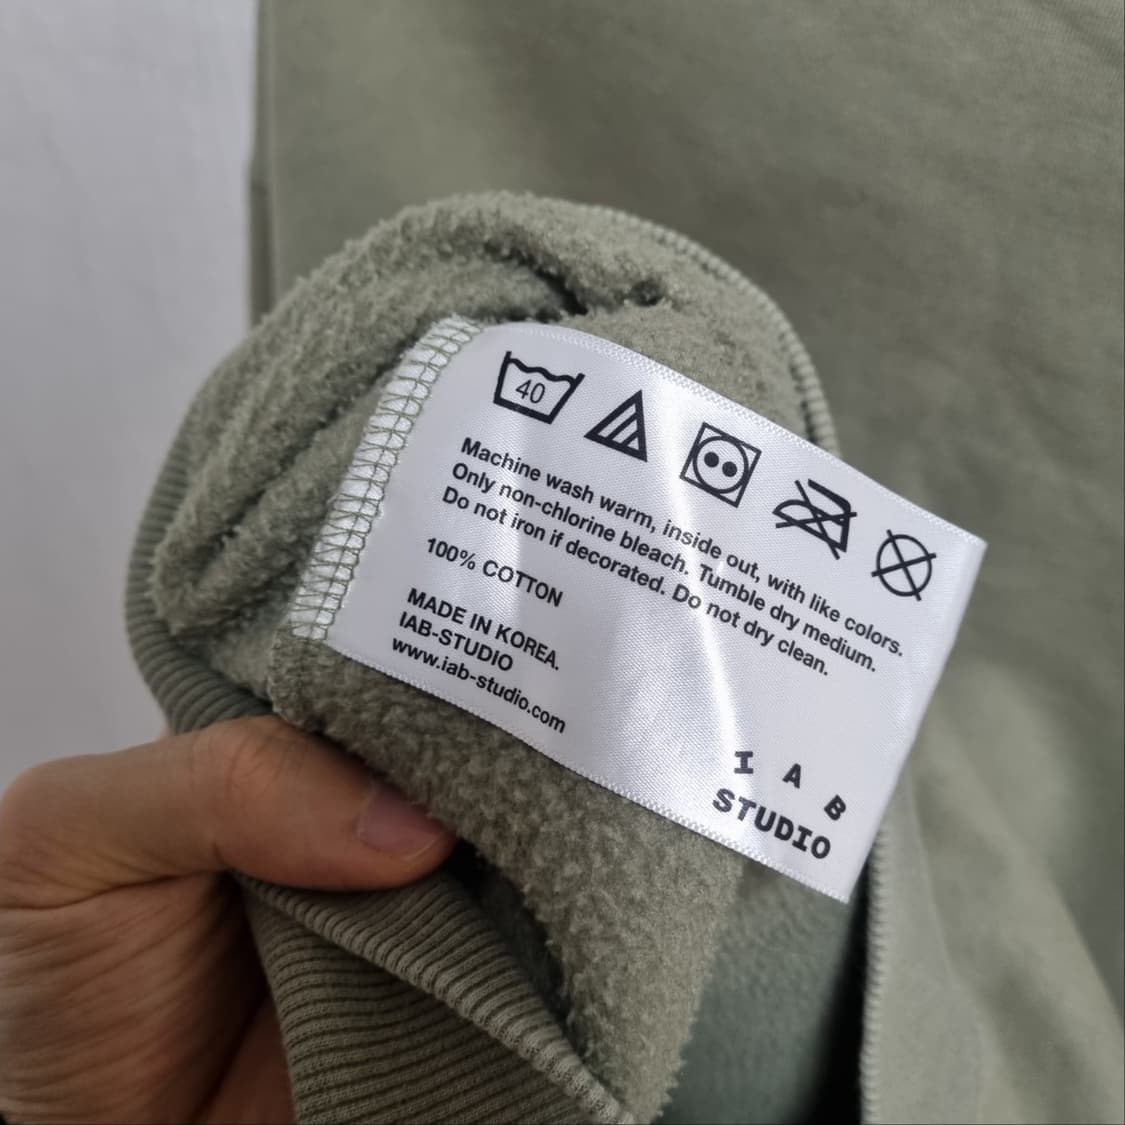 40
Machine wash warm, inside out, with like colors.
Only non-chlorine bleach. Tumble dry medium.
Do not iron if decorated. Do not dry clean.
100% COTTON
MADE IN KOREA.
IAB-STUDIO
www.iab-studio.com
I A B
STUDIO